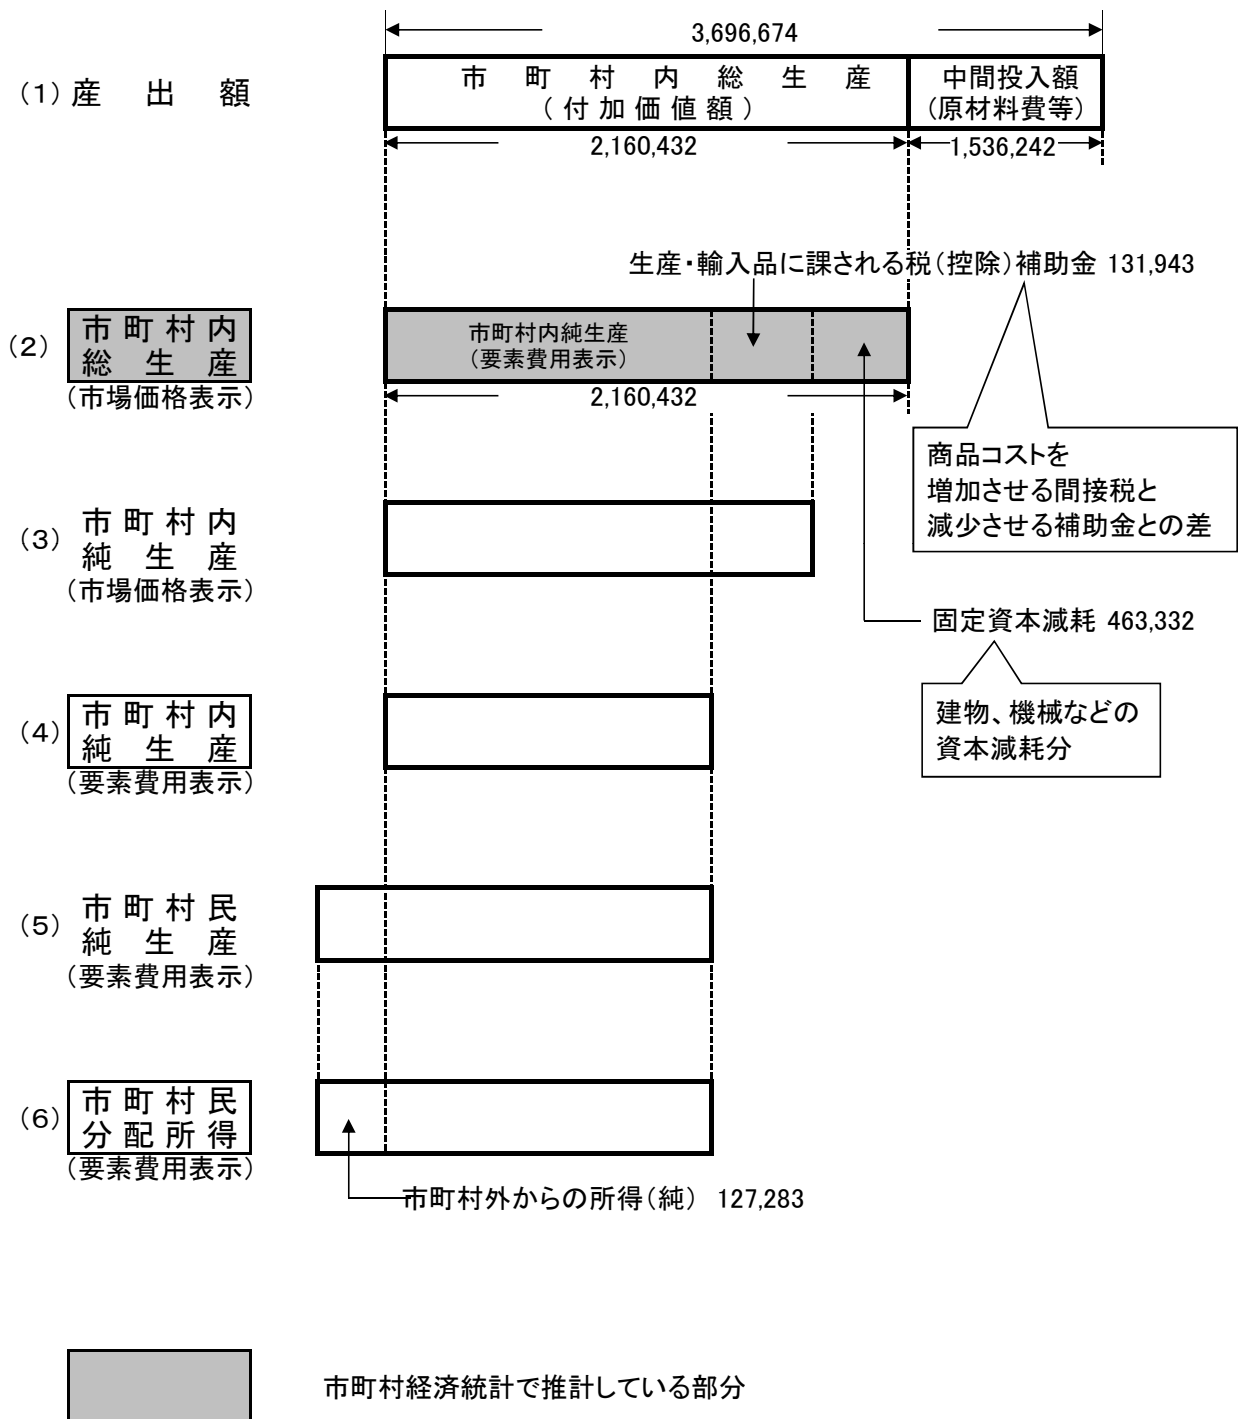 3,696,674
(1) 産出額
市町村内総生産
(付加価値額)
中間投入額
(原材料費等)
2,160,432
1,536,242
生産・輸入品に課される税(控除)補助金 131,943
(2)
市町村内
総生産
(市場価格表示)
市町村内純生産
(要素費用表示)
2,160,432
商品コストを
増加させる間接税と
減少させる補助金との差
(3)
市町村内
純生産
(市場価格表示)
固定資本減耗 463,332
建物、機械などの
資本減耗分
(4)
市町村内
純生産
(要素費用表示)
(5)
市町村民
純生産
(要素費用表示)
(6)
市町村民
分配所得
(要素費用表示)
市町村外からの所得(純) 127,283
市町村経済統計で推計している部分